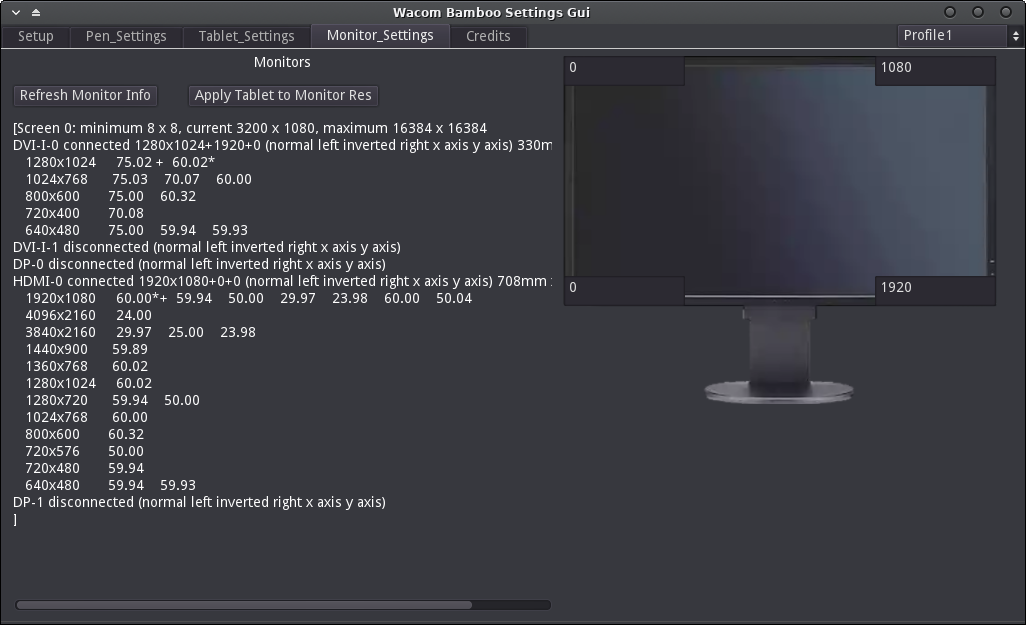 Wacom Bamboo Settings Gui
Setup Pen_Settings Tablet_Settings Monitor_Settings Credits Profile1
Monitors
Refresh Monitor Info Apply Tablet to Monitor Res
[Screen 0: minimum 8 x 8, current 3200 x 1080, maximum 16384 x 16384
DVI-I-0 connected 1280x1024+1920+0 (normal left inverted right x axis y axis) 330m
1280x1024 75.02 + 60.02*
1024x768 75.03 70.07 60.00
800x600 75.00 60.32
720x400 70.08
640x480 75.00 59.94 59.93
DVI-I-1 disconnected (normal left inverted right x axis y axis)
DP-0 disconnected (normal left inverted right x axis y axis)
HDMI-0 connected 1920x1080+0+0 (normal left inverted right x axis y axis) 708mm
1920x1080 60.00*+ 59.94 50.00 29.97 23.98 60.00 50.04
4096x2160 24.00
3840x2160 29.97 25.00 23.98
1440x900 59.89
1360x768 60.02
1280x1024 60.02
1280x720 59.94 50.00
1024x768 60.00
800x600 60.32
720x576 50.00
720x480 59.94
640x480 59.94 59.93
DP-1 disconnected (normal left inverted right x axis y axis)
]
0 1080
0 1920